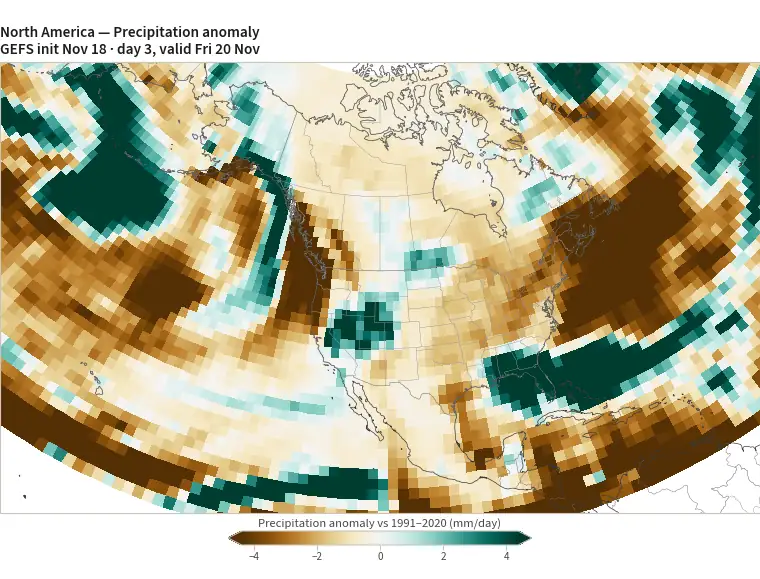 North America — Precipitation anomaly
GEFS init Nov 18 · day 3, valid Fri 20 Nov
Precipitation anomaly vs 1991–2020 (mm/day)
−4 −2 0 2 4